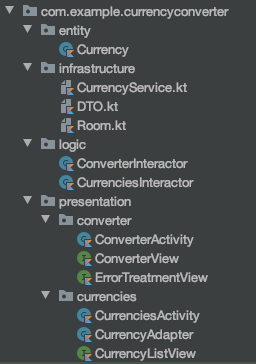 com.example.currencyconverter
entity
Currency
infrastructure
CurrencyService.kt
DTO.kt
Room.kt
logic
ConverterInteractor
CurrenciesInteractor
presentation
converter
ConverterActivity
ConverterView
ErrorTreatmentView
currencies
CurrenciesActivity
CurrencyAdapter
CurrencyListView